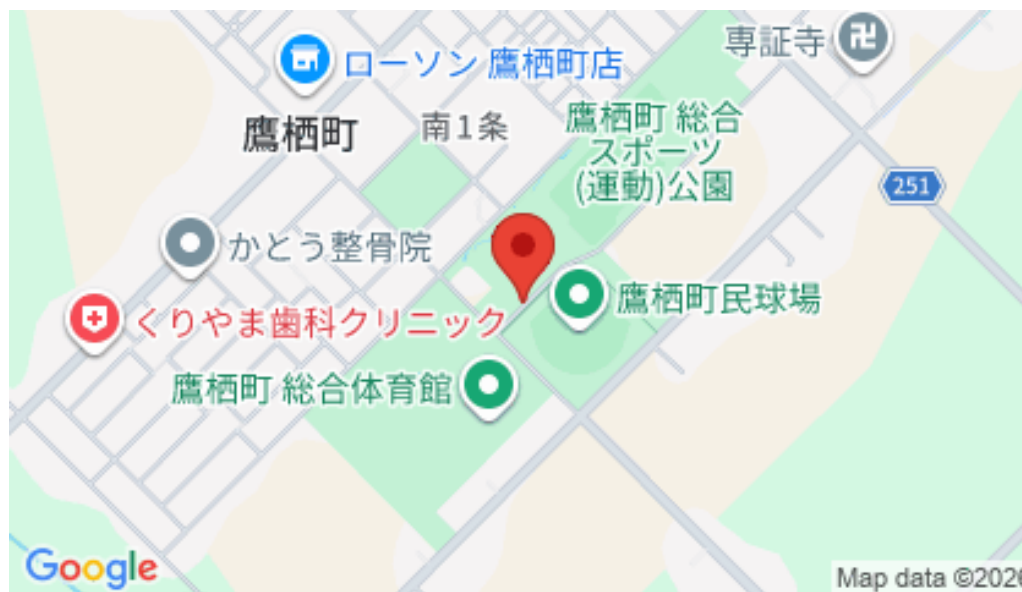 専証寺
ローソン 鷹栖町店
鷹栖町
南1条
鷹栖町 総合
スポーツ
(運動)公園
251
かとう整骨院
鷹栖町民球場
くりやま歯科クリニック
鷹栖町 総合体育館
Google
Map data ©2026